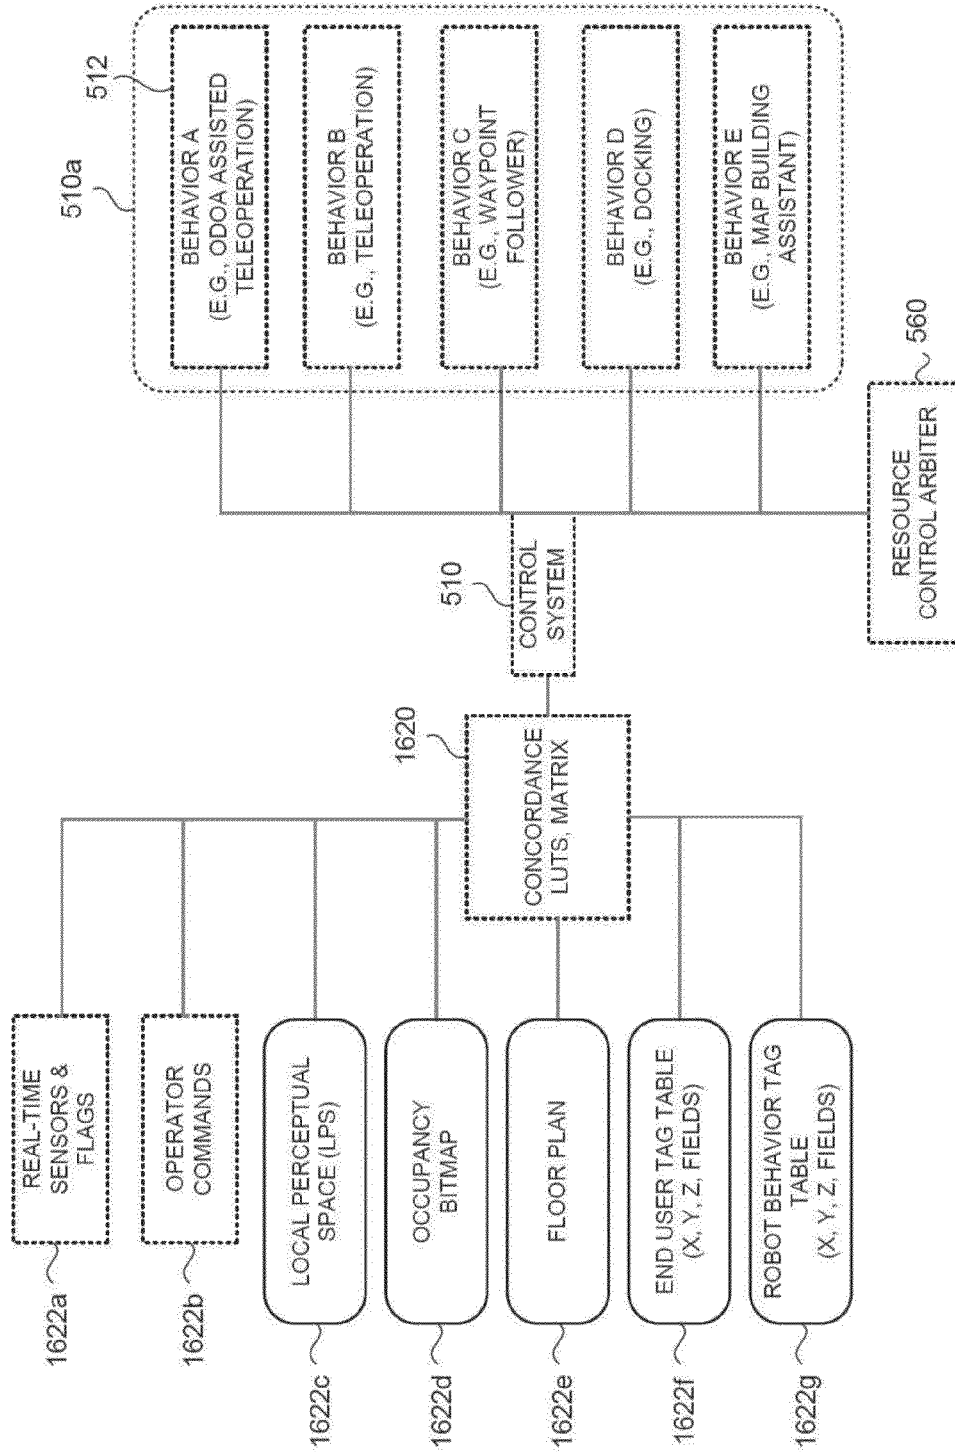 1622a
REAL-TIME
SENSORS &
FLAGS
1622b
OPERATOR
COMMANDS
1622c
LOCAL PERCEPTUAL
SPACE (LPS)
1622d
OCCUPANCY
BITMAP
1622e
FLOOR PLAN
1622f
END USER TAG TABLE
(X, Y, Z, FIELDS)
1622g
ROBOT BEHAVIOR TAG
TABLE
(X, Y, Z, FIELDS)
1620
CONCORDANCE
LUTS, MATRIX
510
CONTROL
SYSTEM
510a
512
BEHAVIOR A
(E.G., ODOA ASSISTED
TELEOPERATION)
BEHAVIOR B
(E.G., TELEOPERATION)
BEHAVIOR C
(E.G., WAYPOINT
FOLLOWER)
BEHAVIOR D
(E.G., DOCKING)
BEHAVIOR E
(E.G., MAP BUILDING
ASSISTANT)
560
RESOURCE
CONTROL ARBITER